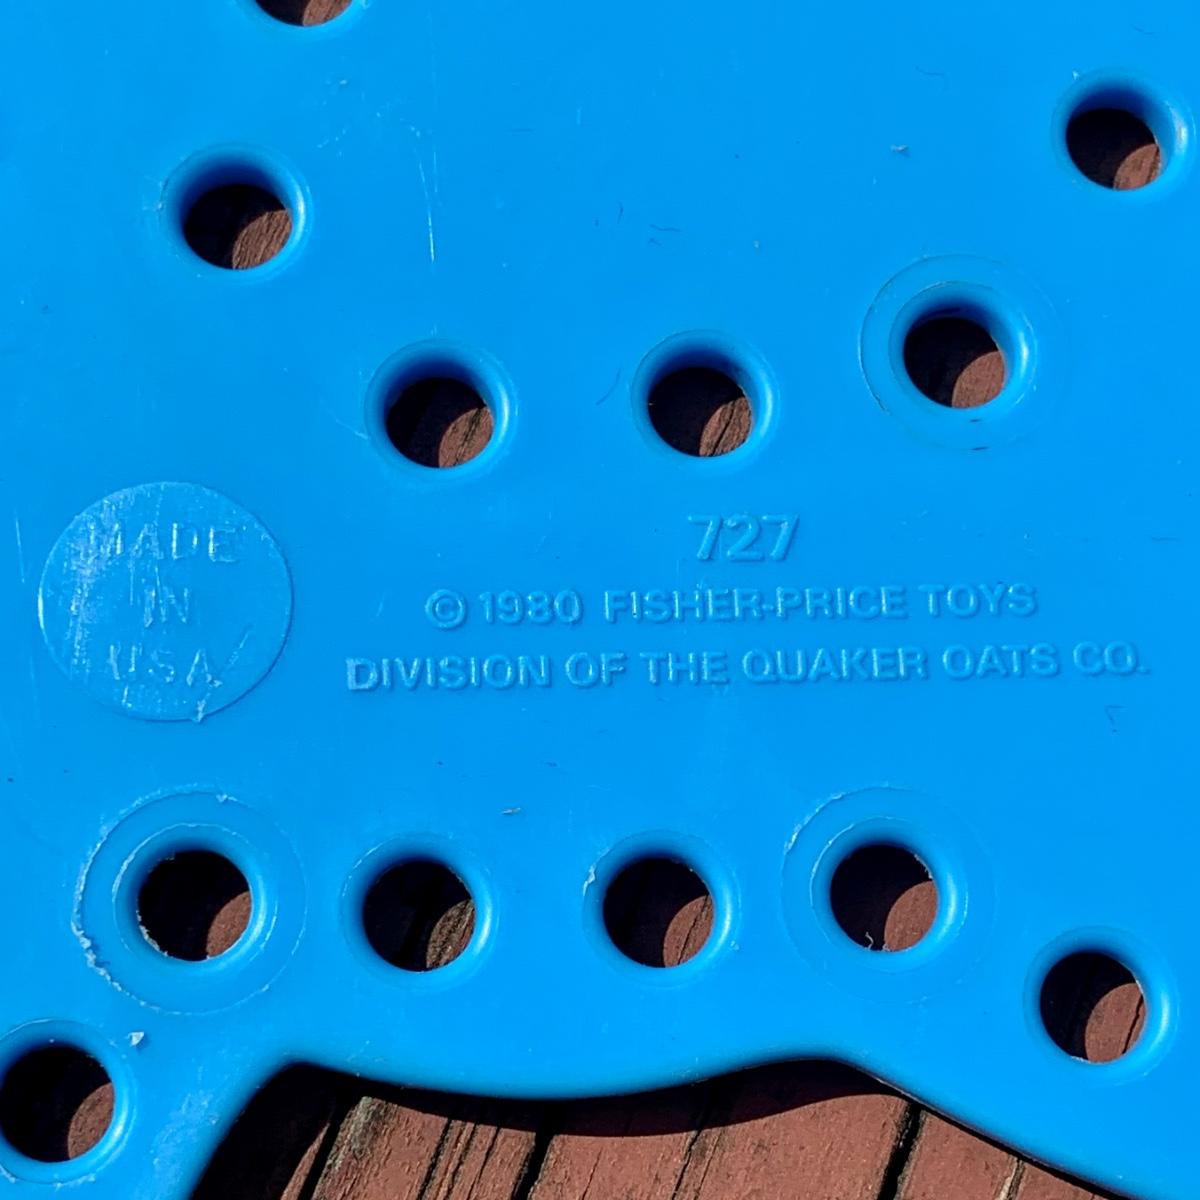 MADE
IN
USA
727
© 1980 FISHER-PRICE TOYS
DIVISION OF THE QUAKER OATS CO.